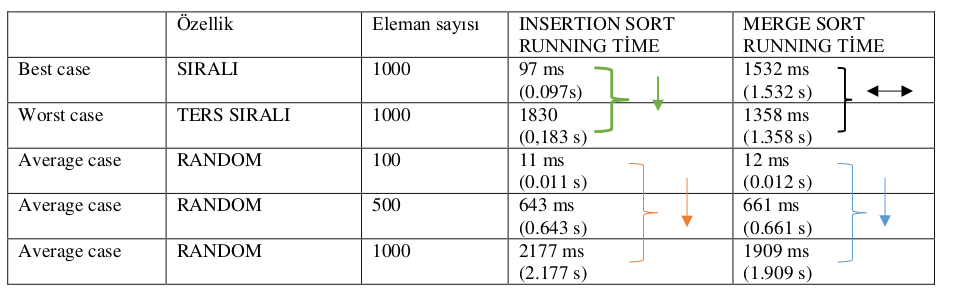 Özellik Eleman sayısı INSERTION SORT MERGE SORT
RUNNING TİME RUNNING TİME
Best case SIRALI 1000 97 ms 1532 ms
(0.097s) (1.532 s)
Worst case TERS SIRALI 1000 1830 1358 ms
(0,183 s) (1.358 s)
Average case RANDOM 100 11 ms 12 ms
(0.011 s) (0.012 s)
Average case RANDOM 500 643 ms 661 ms
(0.643 s) (0.661 s)
Average case RANDOM 1000 2177 ms 1909 ms
(2.177 s) (1.909 s)